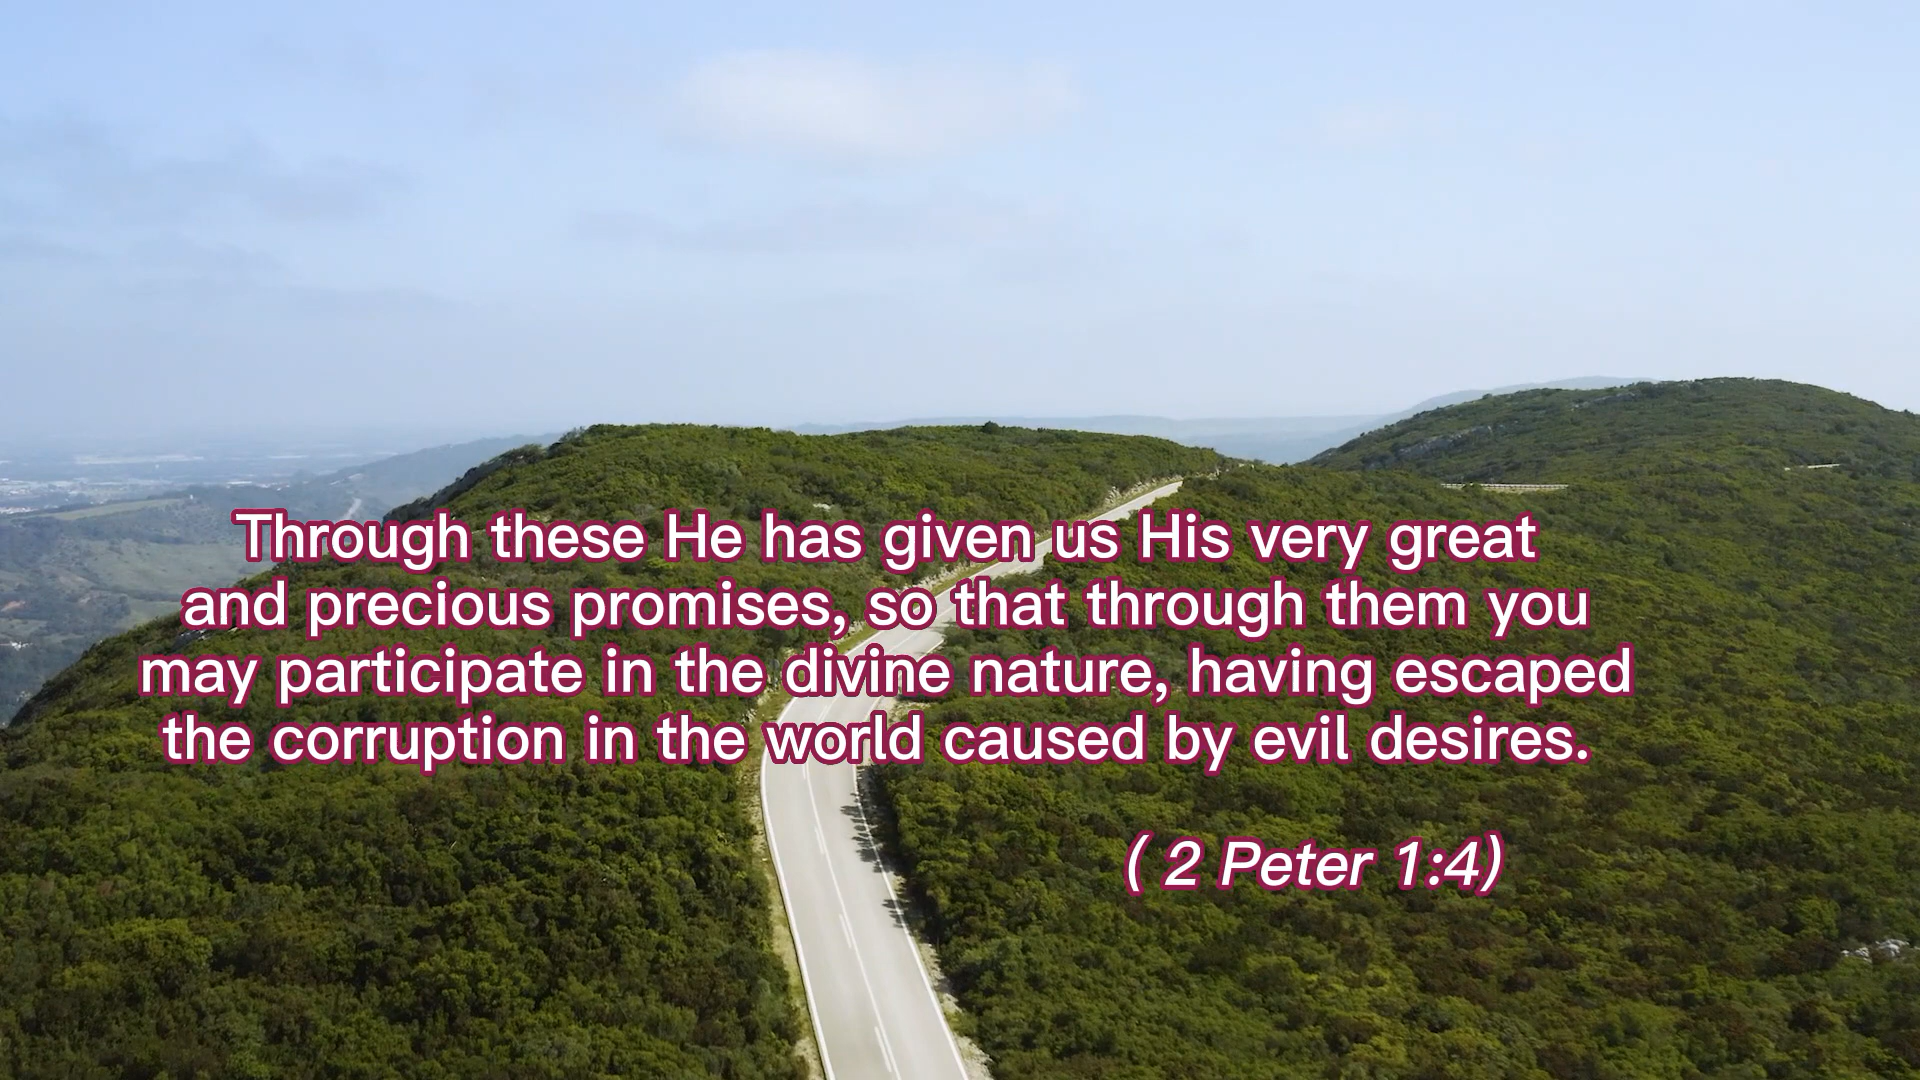 Through these He has given us His very great
and precious promises, so that through them you
may participate in the divine nature, having escaped
the corruption in the world caused by evil desires.
( 2 Peter 1:4)